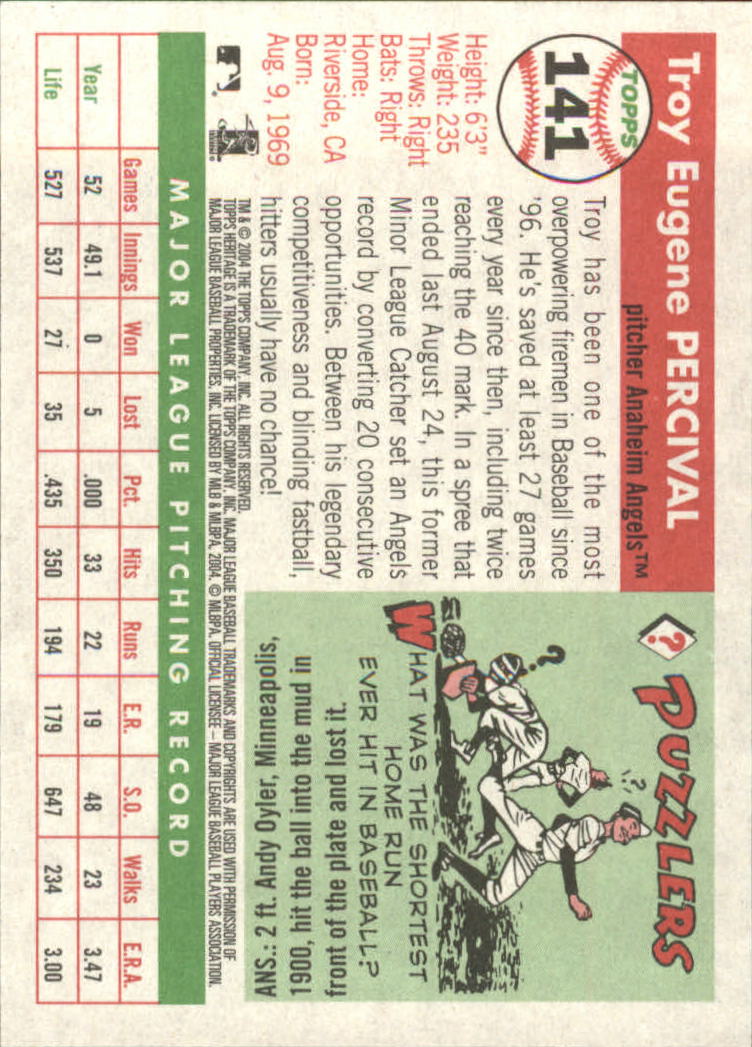 Troy Eugene PERCIVAL
pitcher Anaheim Angels™
TOPPS
141
Height: 6'3"
Weight: 235
Throws: Right
Bats: Right
Home:
Riverside, CA
Born:
Aug. 9, 1969
Troy has been one of the most
overpowering firemen in Baseball since
'96. He's saved at least 27 games
every year since then, including twice
reaching the 40 mark. In a spree that
ended last August 24, this former
Minor League Catcher set an Angels
record by converting 20 consecutive
opportunities. Between his legendary
competitiveness and blinding fastball,
hitters usually have no chance!
?
PUZZLERS
?
!?
WHAT WAS THE SHORTEST
HOME RUN
EVER HIT IN BASEBALL?
ANS.: 2 ft. Andy Oyler, Minneapolis,
1900, hit the ball into the mud in
front of the plate and lost it.
TM & © 2004 THE TOPPS COMPANY, INC. ALL RIGHTS RESERVED.
TOPPS HERITAGE IS A TRADEMARK OF THE TOPPS COMPANY, INC. MAJOR LEAGUE BASEBALL TRADEMARKS AND COPYRIGHTS ARE USED WITH PERMISSION OF
MAJOR LEAGUE BASEBALL PROPERTIES, INC. LICENSED BY MLB & MLBPA, 2004. © MLBPA. OFFICIAL LICENSEE – MAJOR LEAGUE BASEBALL PLAYERS ASSOCIATION.
MAJOR LEAGUE PITCHING RECORD
Games Innings Won Lost Pct. Hits Runs E.R. S.O. Walks E.R.A.
Year 52 49.1 0 5 .000 33 22 19 48 23 3.47
Life 527 537 27 35 .435 350 194 179 647 234 3.00